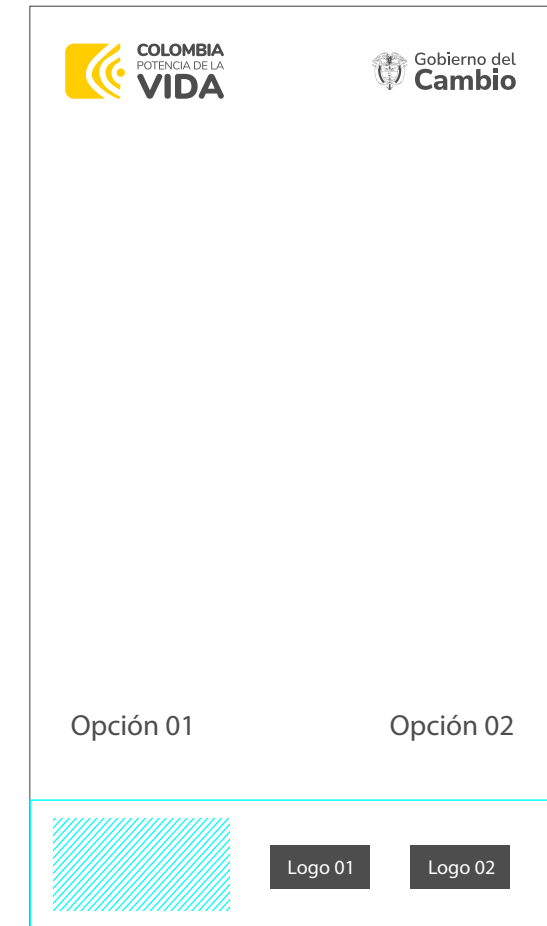 COLOMBIA
POTENCIA DE LA
VIDA
Gobierno del
Cambio
Opción 01
Opción 02
Logo 01
Logo 02